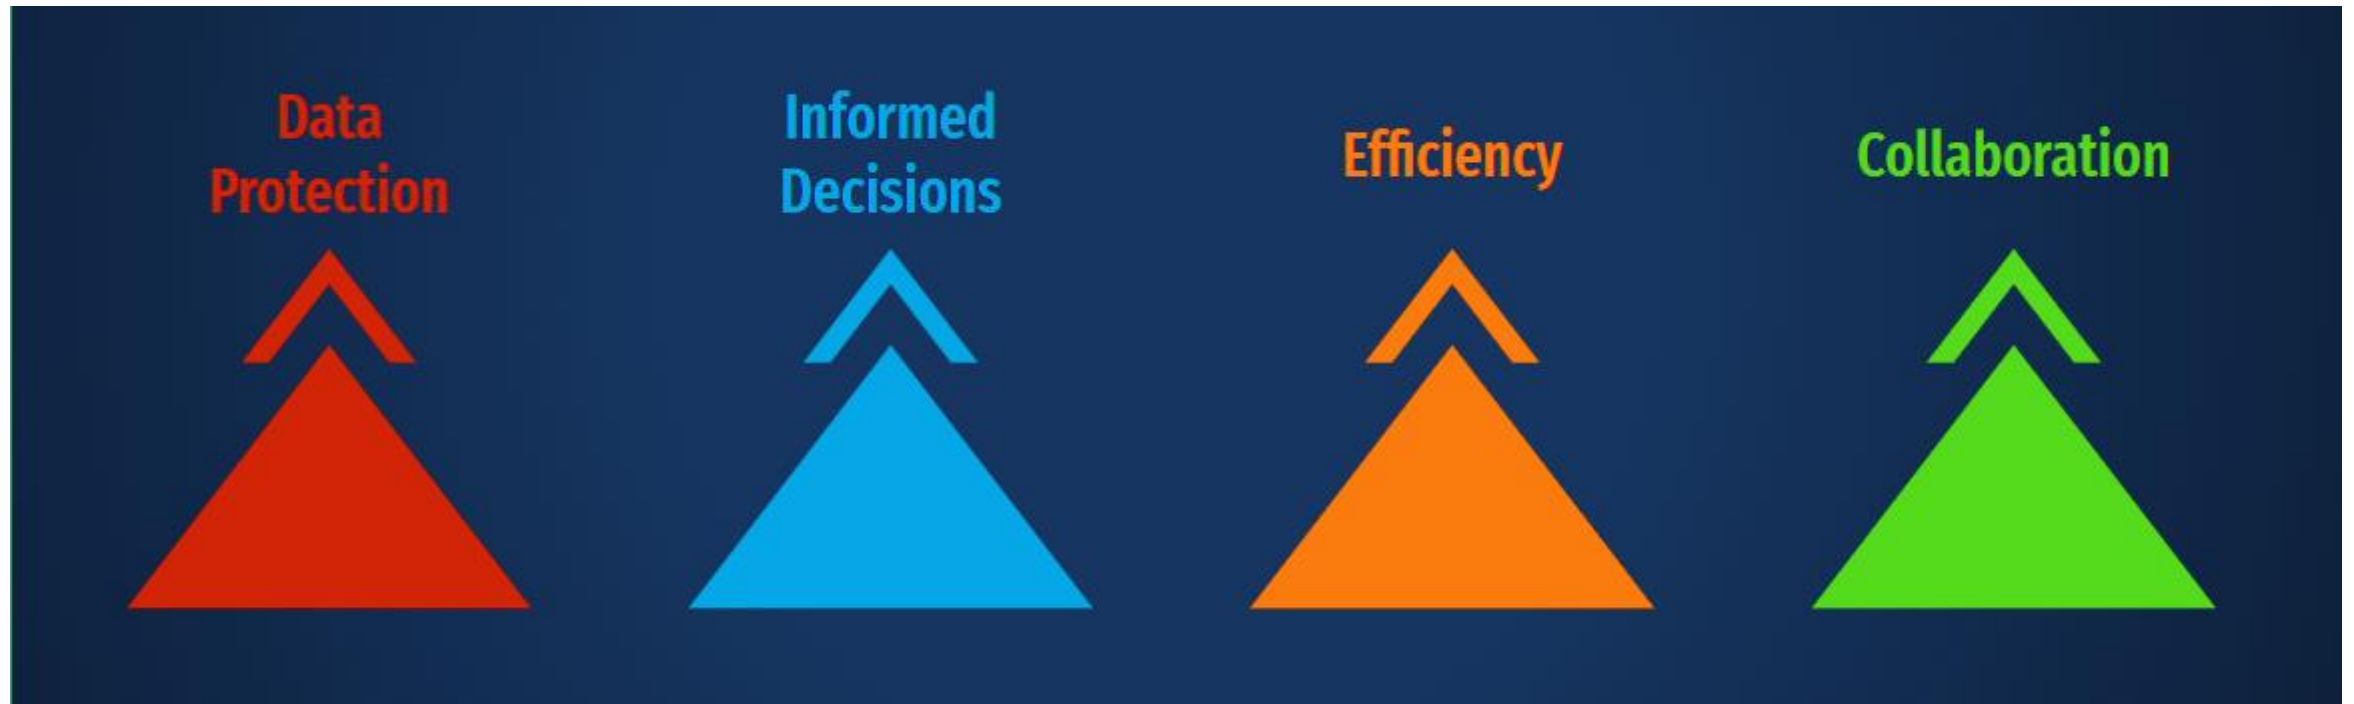 Data
Protection
Informed
Decisions
Efficiency
Collaboration